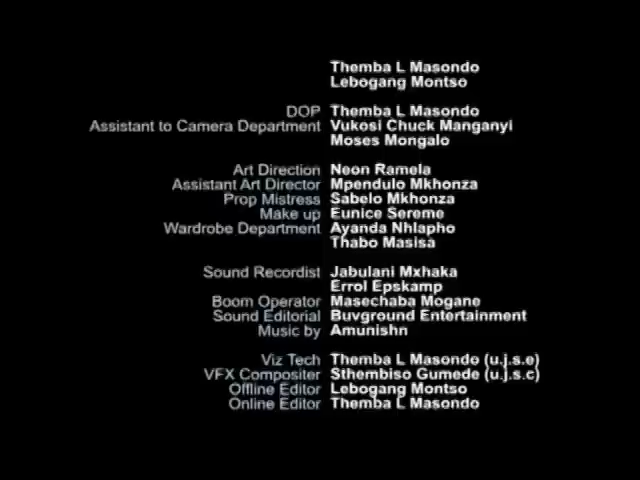 Themba L Masondo
Lebogang Montso
DOP Themba L Masondo
Assistant to Camera Department Vukosi Chuck Manganyi
Moses Mongalo
Art Direction Neon Ramela
Assistant Art Director Mpendulo Mkhonza
Prop Mistress Sabelo Mkhonza
Make up Eunice Sereme
Wardrobe Department Ayanda Nhlapho
Thabo Masisa
Sound Recordist Jabulani Mxhaka
Errol Epskamp
Boom Operator Masechaba Mogane
Sound Editorial Buvground Entertainment
Music by Amunishn
Viz Tech Themba L Masondo (u.j.s.e)
VFX Compositer Sthembiso Gumede (u.j.s.c)
Offline Editor Lebogang Montso
Online Editor Themba L Masondo